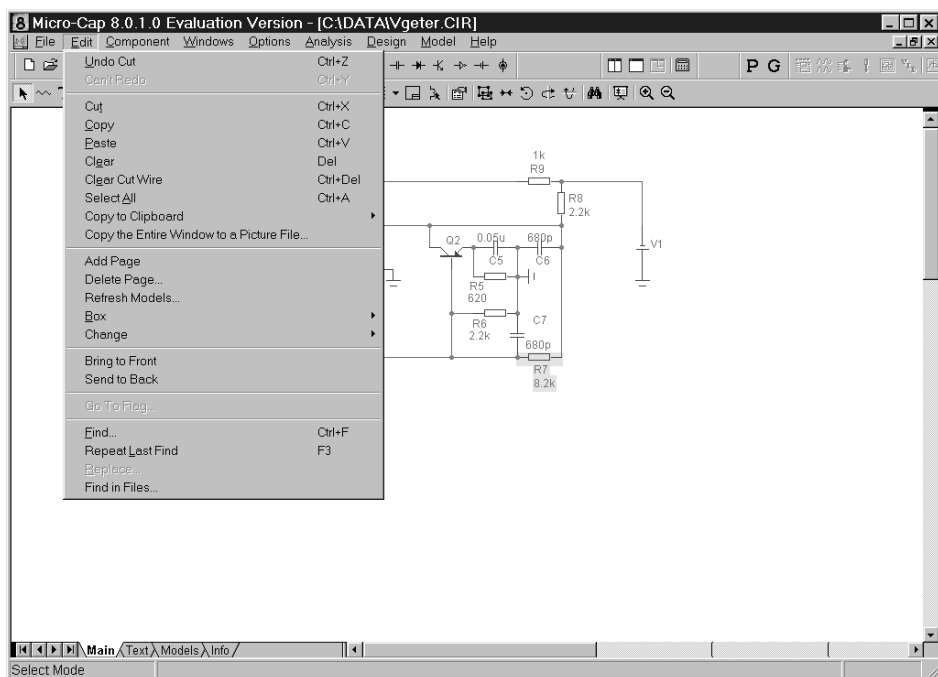 8 Micro-Cap 8.0.1.0 Evaluation Version - [C:\DATA\Vgeter.CIR]
File Edit Component Windows Options Analysis Design Model Help
P G
Undo Cut Ctrl+Z
Can't Redo Ctrl+Y
Cut Ctrl+X
Copy Ctrl+C
Paste Ctrl+V
Clear Del
Clear Cut Wire Ctrl+Del
Select All Ctrl+A
Copy to Clipboard
Copy the Entire Window to a Picture File...
Add Page
Delete Page...
Refresh Models...
Box
Change
Bring to Front
Send to Back
Go To Flag...
Find... Ctrl+F
Repeat Last Find F3
Replace...
Find in Files...
1k
R9
R8
2.2k
Q2
0.05u
C5
680p
C6
V1
R5
620
R6
2.2k
C7
680p
R7
8.2k
Main Text Models Info
Select Mode